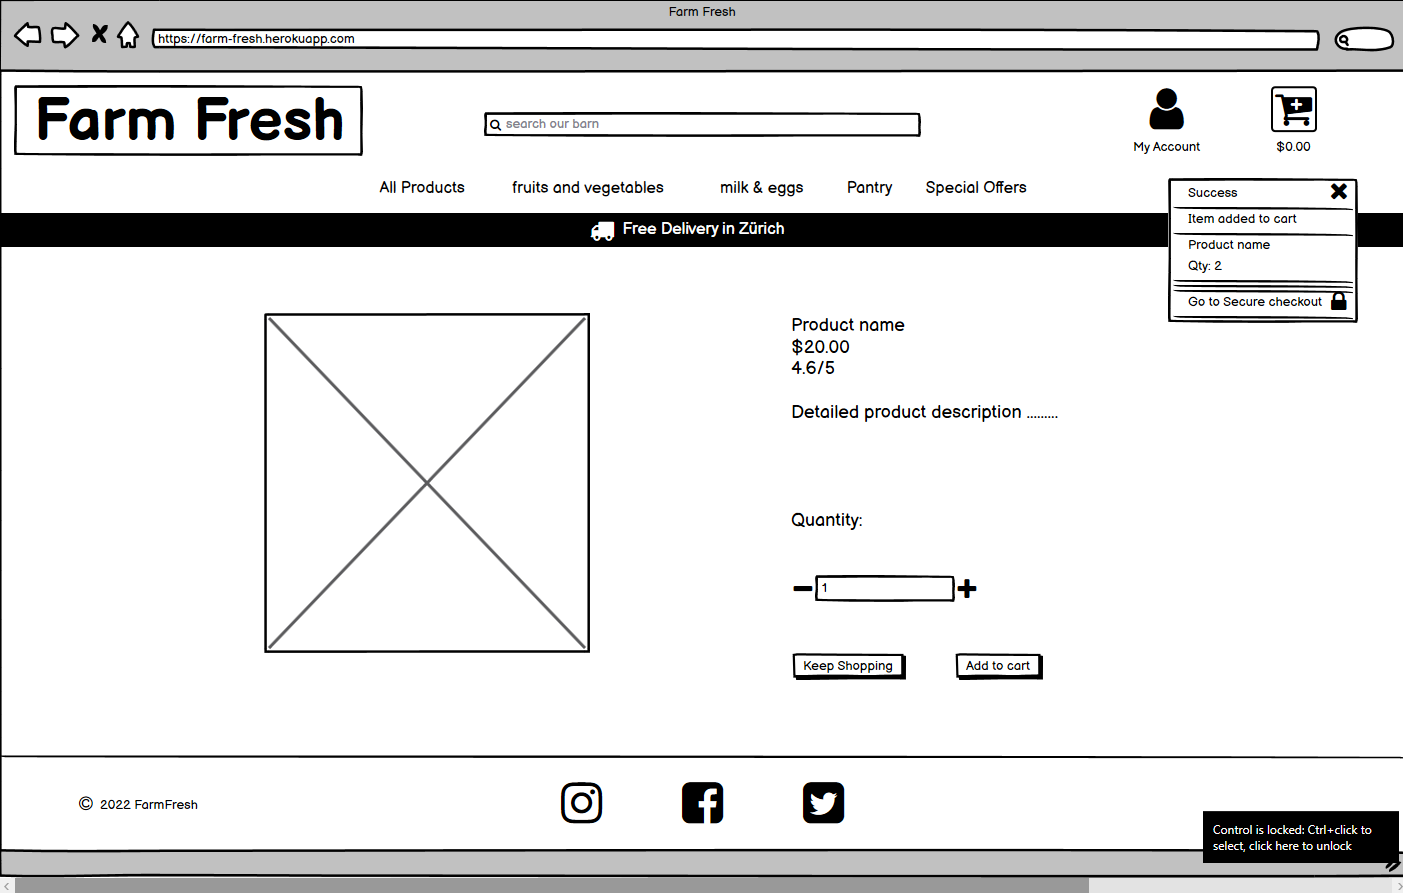 Farm Fresh
https://farm-fresh.herokuapp.com
Farm Fresh
search our barn
My Account
$0.00
All Products
fruits and vegetables
milk & eggs
Pantry
Special Offers
Success
Item added to cart
Product name
Qty: 2
Go to Secure checkout
Free Delivery in Zürich
Product name
$20.00
4.6/5
Detailed product description .........
Quantity:
1
Keep Shopping
Add to cart
© 2022 FarmFresh
Control is locked: Ctrl+click to
select, click here to unlock